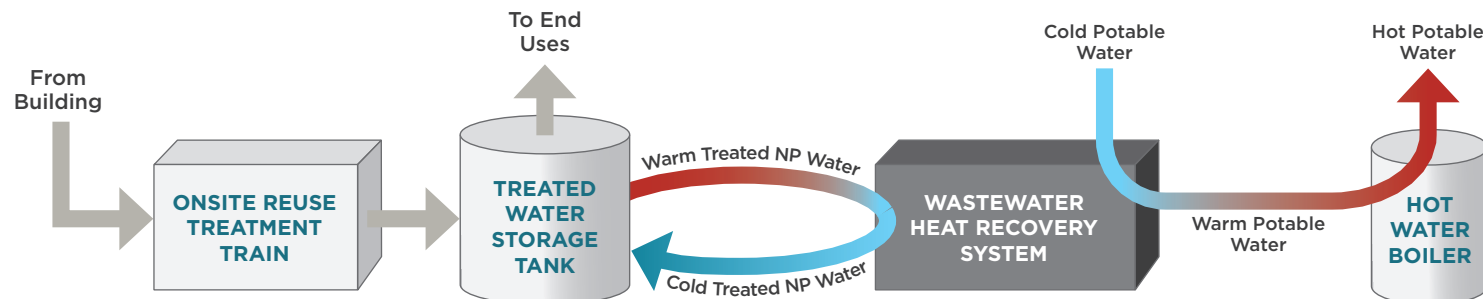 From
Building
ONSITE REUSE
TREATMENT
TRAIN
To End
Uses
TREATED
WATER
STORAGE
TANK
Warm Treated NP Water
Cold Treated NP Water
WASTEWATER
HEAT RECOVERY
SYSTEM
Cold Potable
Water
Warm Potable
Water
Hot Potable
Water
HOT
WATER
BOILER